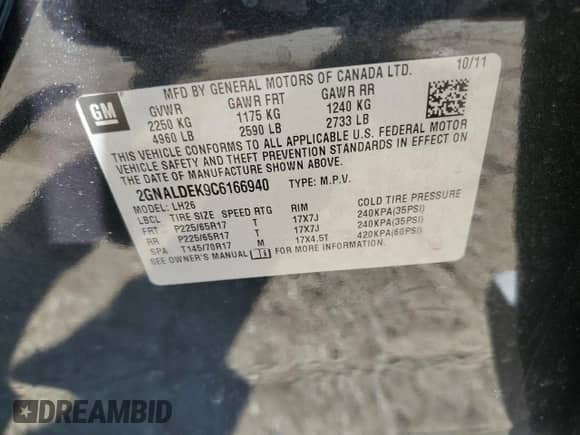 GM
MFD BY GENERAL MOTORS OF CANADA LTD. 10/11
GVWR GAWR FRT GAWR RR
2250 KG 1175 KG 1240 KG
4960 LB 2590 LB 2733 LB
THIS VEHICLE CONFORMS TO ALL APPLICABLE U.S. FEDERAL MOTOR
VEHICLE SAFETY AND THEFT PREVENTION STANDARDS IN EFFECT ON
THE DATE OF MANUFACTURE SHOWN ABOVE.
2GNALDEK9C6166940 TYPE: M.P.V.
MODEL: LH26
LBCL TIRE SIZE SPEED RTG RIM COLD TIRE PRESSURE
FRT P225/65R17 T 17X7J 240KPA(35PSI)
RR P225/65R17 T 17X7J 240KPA(35PSI)
SPA T145/70R17 M 17X4.5T 420KPA(60PSI)
SEE OWNER'S MANUAL
DREAMBID